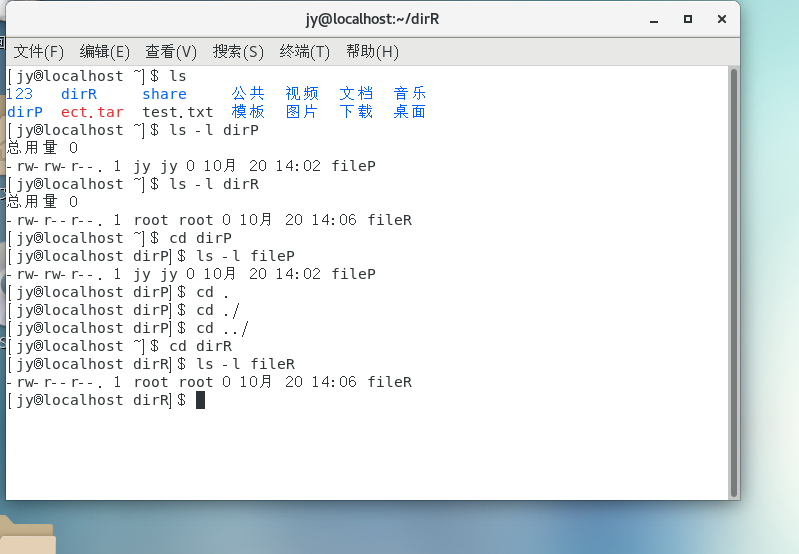 jy@localhost:~/dirR
文件(F) 编辑(E) 查看(V) 搜索(S) 终端(T) 帮助(H)
[jy@localhost ~]$ ls
123 dirR share 公共 视频 文档 音乐
dirP ect.tar test.txt 模板 图片 下载 桌面
[jy@localhost ~]$ ls -l dirP
总用量 0
-rw-rw-r--. 1 jy jy 0 10月 20 14:02 fileP
[jy@localhost ~]$ ls -l dirR
总用量 0
-rw-r--r--. 1 root root 0 10月 20 14:06 fileR
[jy@localhost ~]$ cd dirP
[jy@localhost dirP]$ ls -l fileP
-rw-rw-r--. 1 jy jy 0 10月 20 14:02 fileP
[jy@localhost dirP]$ cd .
[jy@localhost dirP]$ cd ./
[jy@localhost dirP]$ cd ../
[jy@localhost ~]$ cd dirR
[jy@localhost dirR]$ ls -l fileR
-rw-r--r--. 1 root root 0 10月 20 14:06 fileR
[jy@localhost dirR]$